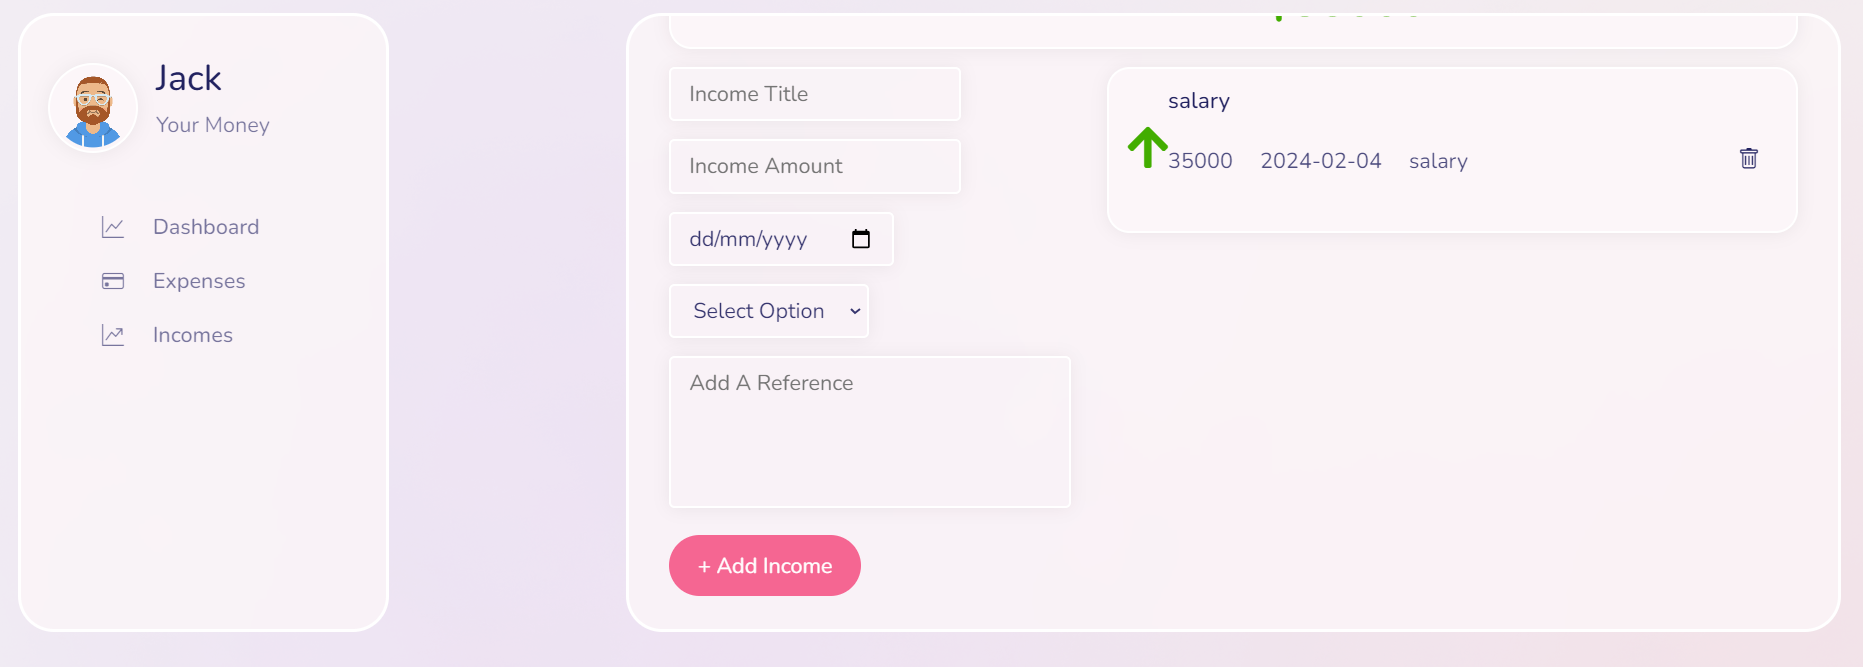 Jack
Your Money
Dashboard
Expenses
Incomes
Income Title
Income Amount
dd/mm/yyyy
Select Option
Add A Reference
+ Add Income
salary
35000 2024-02-04 salary